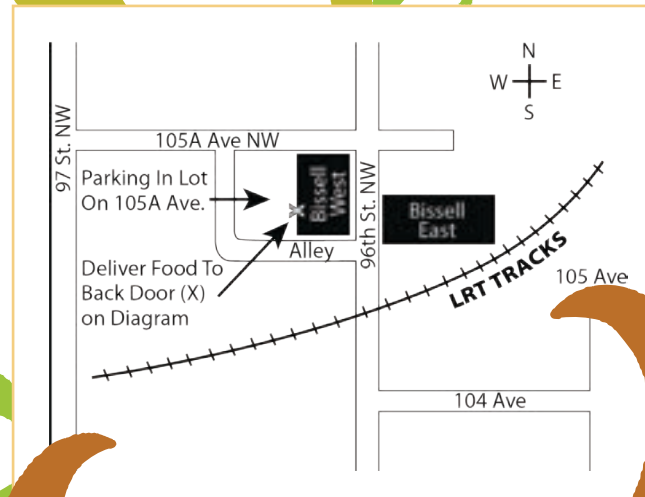 N
W E
S
97 St. NW
105A Ave NW
Parking In Lot
On 105A Ave.
X
Bissell
West
96th St. NW
Bissell
East
Alley
Deliver Food To
Back Door (X)
on Diagram
LRT TRACKS
105 Ave
104 Ave